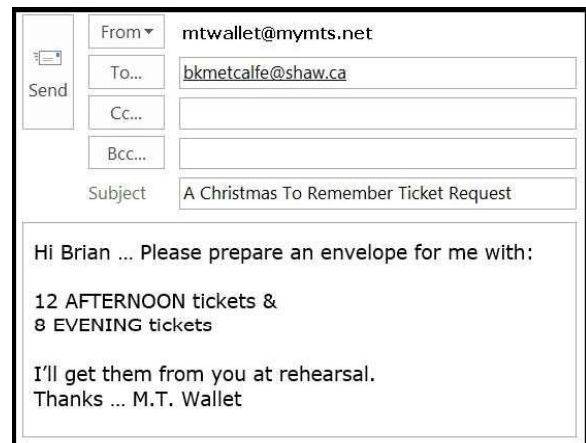 From ▾ mtwallet@mymts.net
Send
To... bkmetcalfe@shaw.ca
Cc...
Bcc...
Subject A Christmas To Remember Ticket Request
Hi Brian ... Please prepare an envelope for me with:
12 AFTERNOON tickets &
8 EVENING tickets
I'll get them from you at rehearsal.
Thanks ... M.T. Wallet